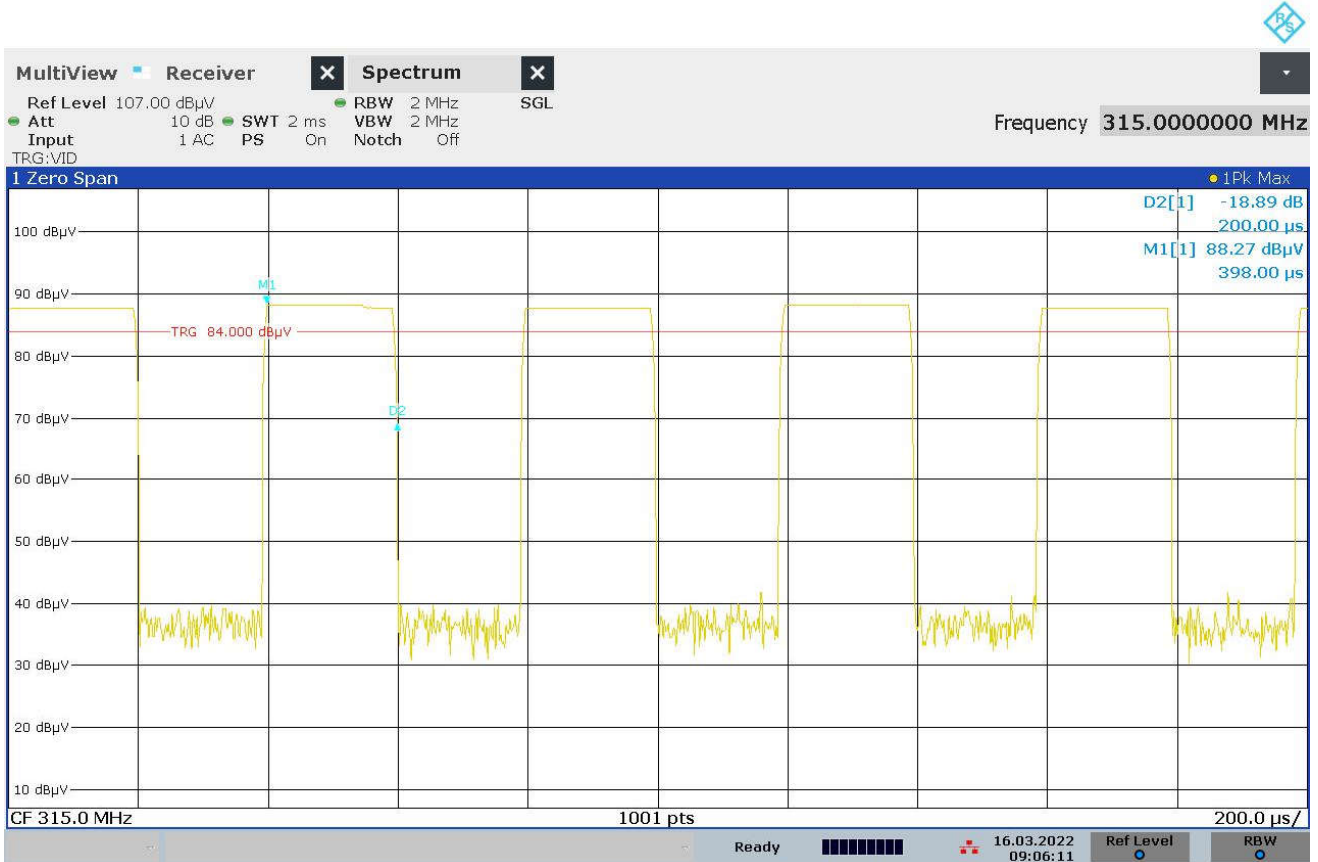 R&S
MultiView Receiver X Spectrum X
Ref Level 107.00 dBµV RBW 2 MHz SGL
Att 10 dB SWT 2 ms VBW 2 MHz
Input 1 AC PS On Notch Off
TRG:VID
Frequency 315.0000000 MHz
1 Zero Span 1Pk Max
D2[1] -18.89 dB
200.00 µs
M1[1] 88.27 dBµV
398.00 µs
100 dBµV
M1
90 dBµV
TRG 84.000 dBµV
80 dBµV
D2
70 dBµV
60 dBµV
50 dBµV
40 dBµV
30 dBµV
20 dBµV
10 dBµV
CF 315.0 MHz 1001 pts 200.0 µs/
Ready 16.03.2022 Ref Level RBW
09:06:11